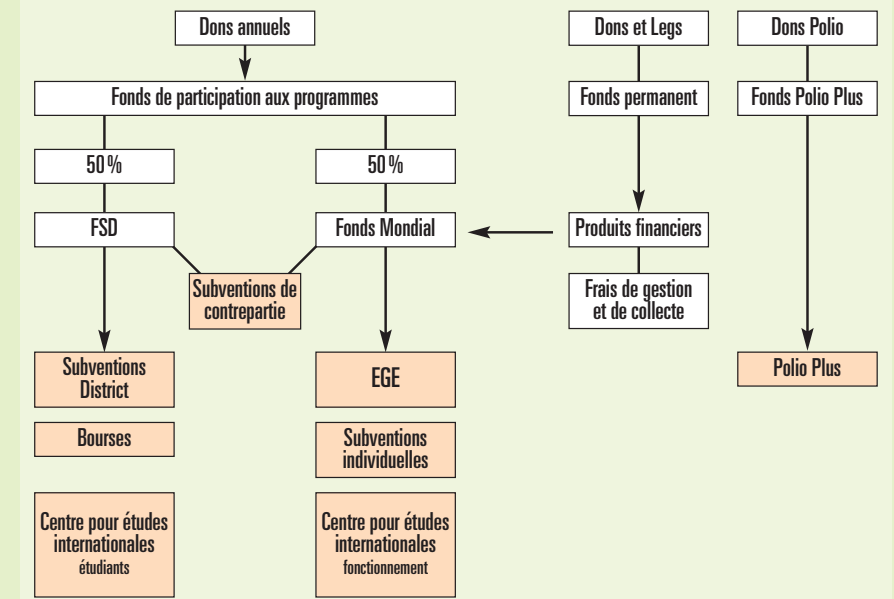 Dons annuels
Dons et Legs
Dons Polio
Fonds de participation aux programmes
Fonds permanent
Fonds Polio Plus
50 %
50 %
FSD
Fonds Mondial
Produits financiers
Subventions de
contrepartie
Frais de gestion
et de collecte
Subventions
District
EGE
Polio Plus
Bourses
Subventions
individuelles
Centre pour études
internationales
étudiants
Centre pour études
internationales
fonctionnement